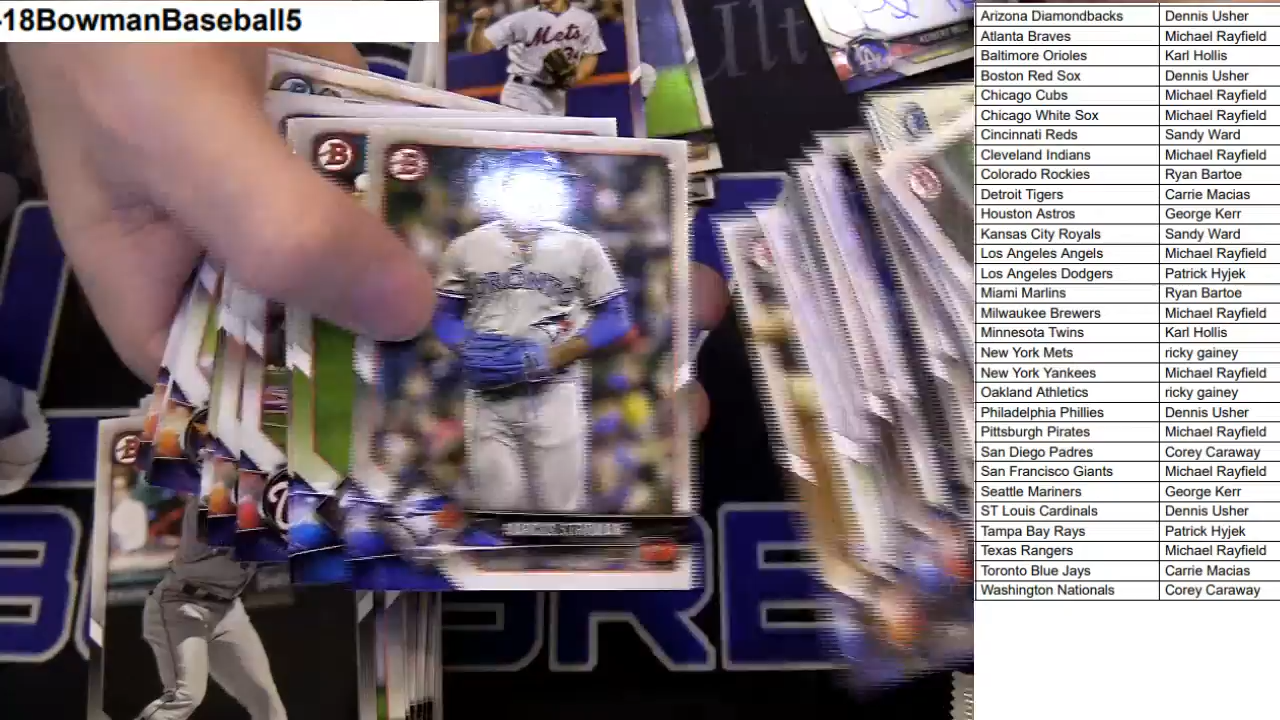 -18BowmanBaseball5
Mets
TORONTO
Arizona Diamondbacks Dennis Usher
Atlanta Braves Michael Rayfield
Baltimore Orioles Karl Hollis
Boston Red Sox Dennis Usher
Chicago Cubs Michael Rayfield
Chicago White Sox Michael Rayfield
Cincinnati Reds Sandy Ward
Cleveland Indians Michael Rayfield
Colorado Rockies Ryan Bartoe
Detroit Tigers Carrie Macias
Houston Astros George Kerr
Kansas City Royals Sandy Ward
Los Angeles Angels Michael Rayfield
Los Angeles Dodgers Patrick Hyjek
Miami Marlins Ryan Bartoe
Milwaukee Brewers Michael Rayfield
Minnesota Twins Karl Hollis
New York Mets ricky gainey
New York Yankees Michael Rayfield
Oakland Athletics ricky gainey
Philadelphia Phillies Dennis Usher
Pittsburgh Pirates Michael Rayfield
San Diego Padres Corey Caraway
San Francisco Giants Michael Rayfield
Seattle Mariners George Kerr
ST Louis Cardinals Dennis Usher
Tampa Bay Rays Patrick Hyjek
Texas Rangers Michael Rayfield
Toronto Blue Jays Carrie Macias
Washington Nationals Corey Caraway